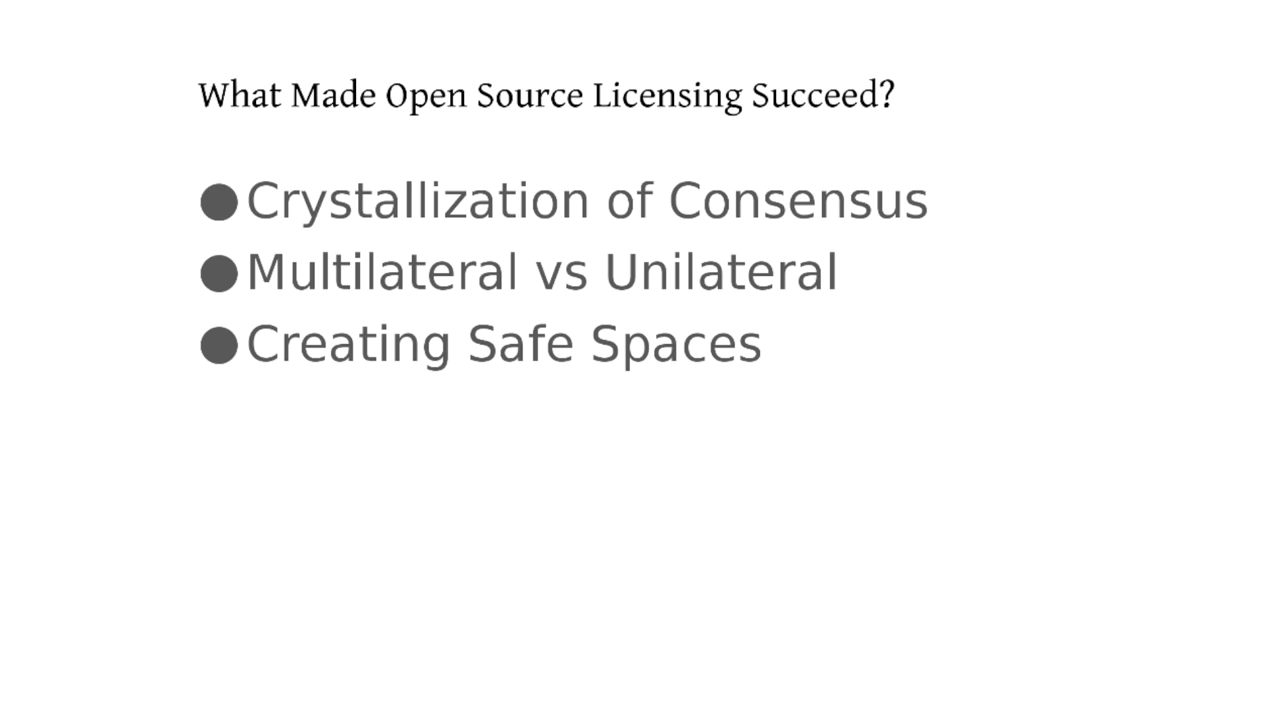 What Made Open Source Licensing Succeed?
● Crystallization of Consensus
● Multilateral vs Unilateral
● Creating Safe Spaces